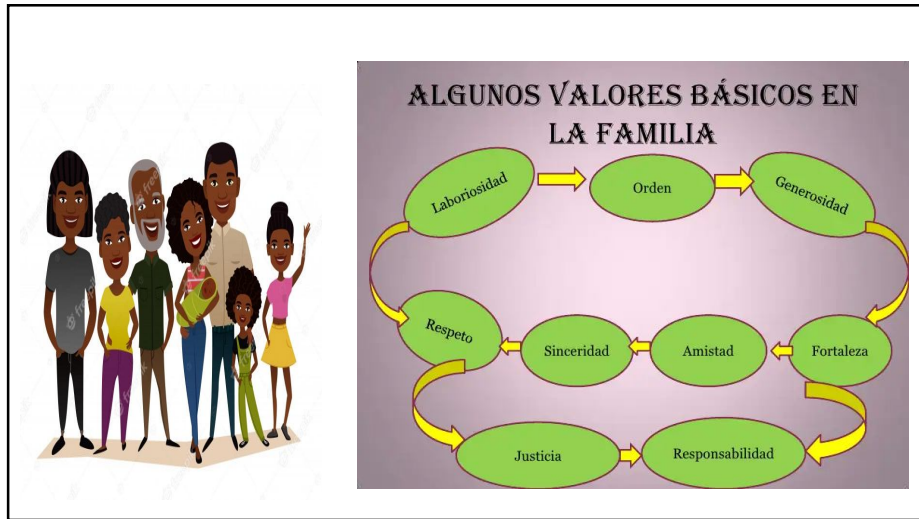 ALGUNOS VALORES BÁSICOS EN
LA FAMILIA
Laboriosidad
Orden
Generosidad
Respeto
Sinceridad
Amistad
Fortaleza
Justicia
Responsabilidad